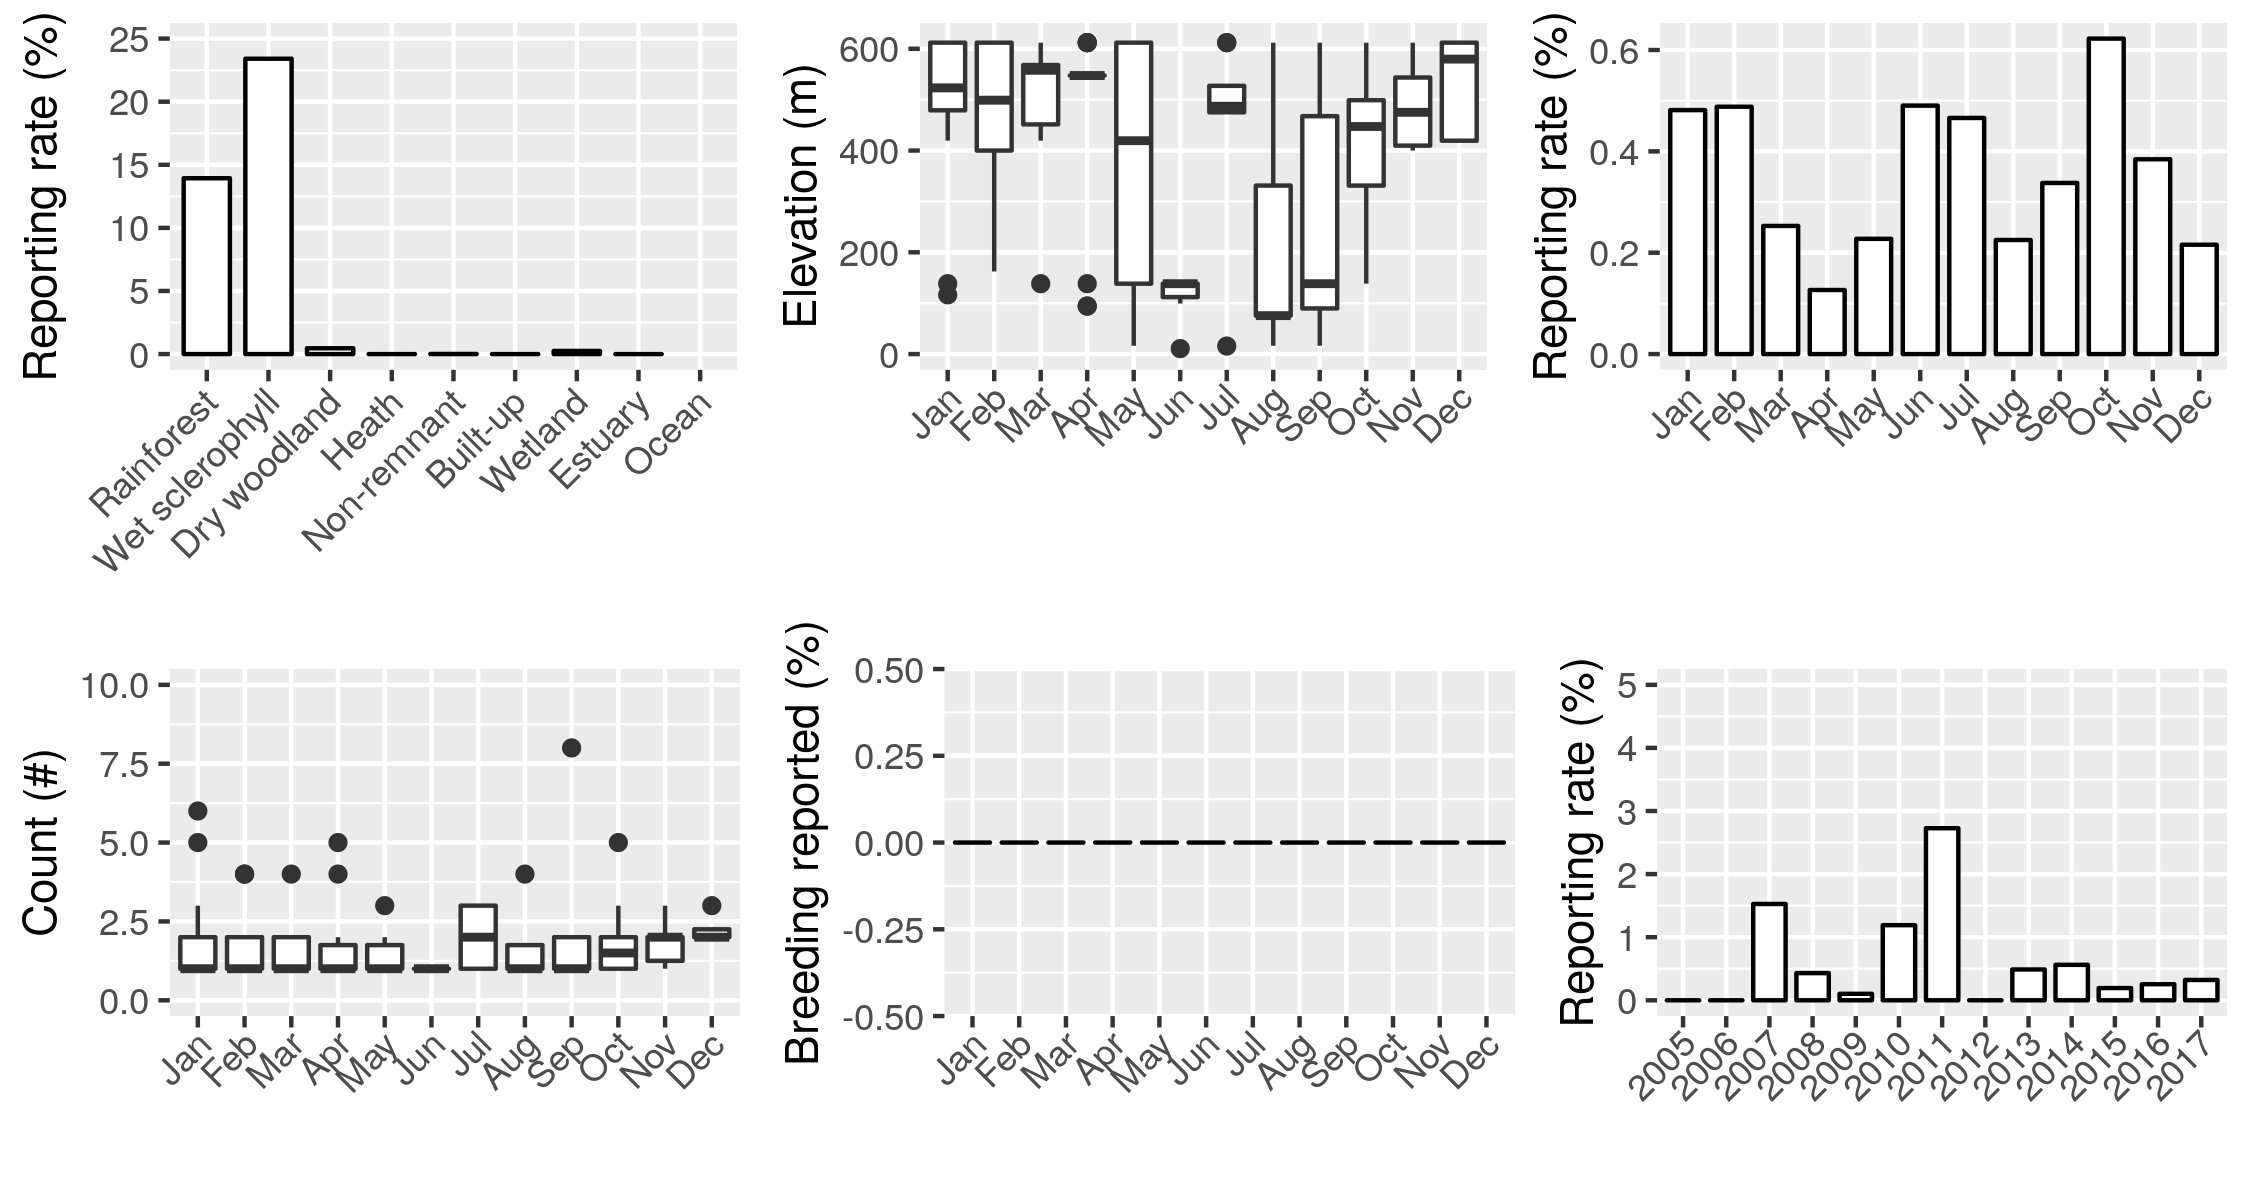 Reporting rate (%)
25
20
15
10
5
0
Rainforest
Wet sclerophyll
Dry woodland
Heath
Non-remnant
Built-up
Wetland
Estuary
Ocean
Elevation (m)
600
400
200
0
Jan
Feb
Mar
Apr
May
Jun
Jul
Aug
Sep
Oct
Nov
Dec
Reporting rate (%)
0.6
0.4
0.2
0.0
Jan
Feb
Mar
Apr
May
Jun
Jul
Aug
Sep
Oct
Nov
Dec
Count (#)
10.0
7.5
5.0
2.5
0.0
Jan
Feb
Mar
Apr
May
Jun
Jul
Aug
Sep
Oct
Nov
Dec
Breeding reported (%)
0.50
0.25
0.00
-0.25
-0.50
Jan
Feb
Mar
Apr
May
Jun
Jul
Aug
Sep
Oct
Nov
Dec
Reporting rate (%)
5
4
3
2
1
0
2005
2006
2007
2008
2009
2010
2011
2012
2013
2014
2015
2016
2017